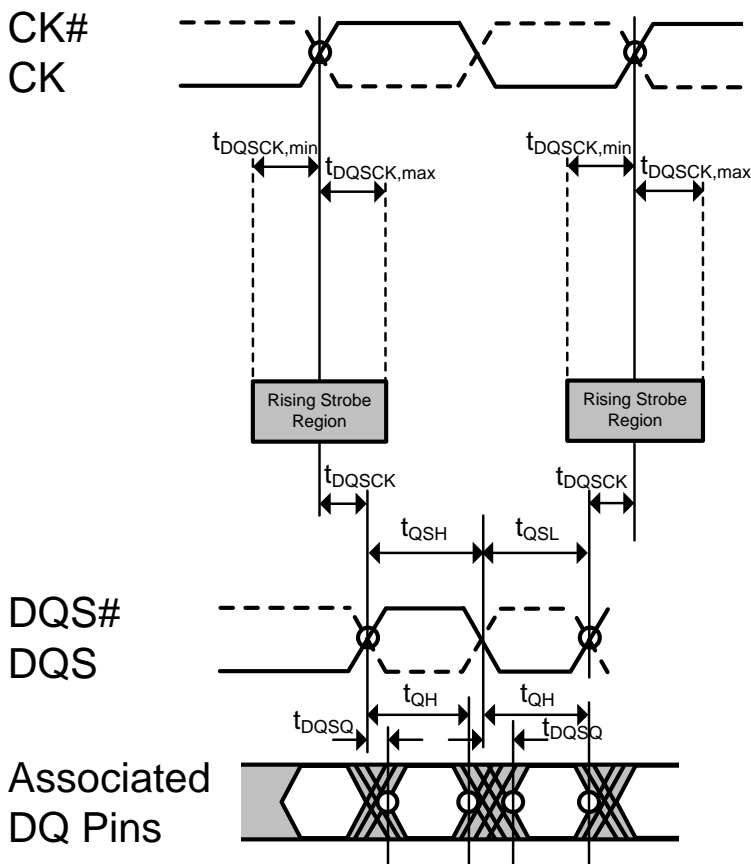 CK#
CK
tDQSCK,min
tDQSCK,max
tDQSCK,min
tDQSCK,max
Rising Strobe
Region
Rising Strobe
Region
tDQSCK
tDQSCK
tQSH
tQSL
DQS#
DQS
tQH
tQH
tDQSQ
tDQSQ
Associated
DQ Pins